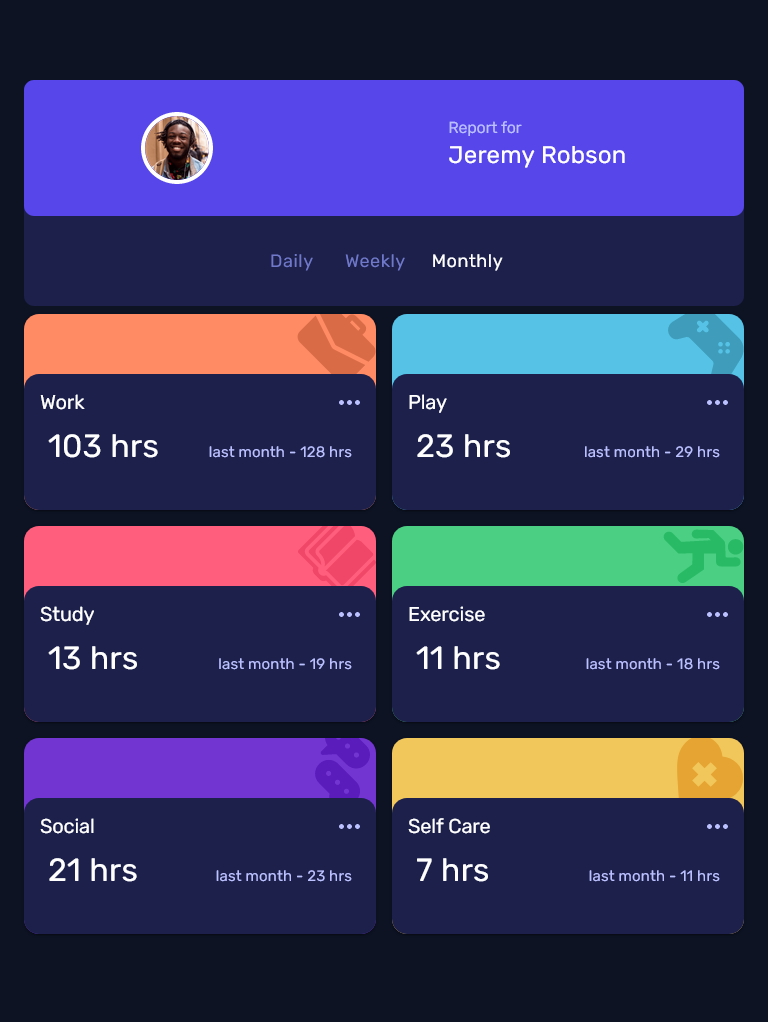 Report for
Jeremy Robson
Daily Weekly Monthly
Work
103 hrs last month - 128 hrs
Play
23 hrs last month - 29 hrs
Study
13 hrs last month - 19 hrs
Exercise
11 hrs last month - 18 hrs
Social
21 hrs last month - 23 hrs
Self Care
7 hrs last month - 11 hrs